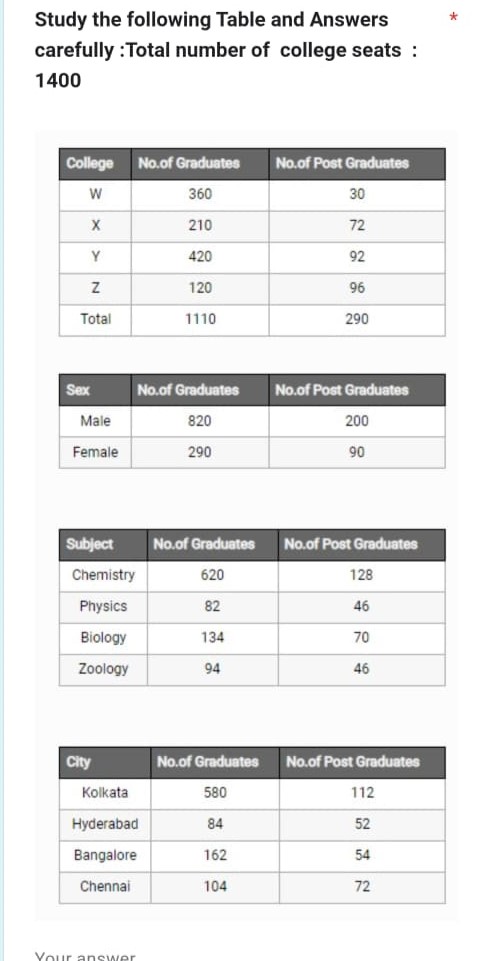 Study the following Table and Answers *
carefully :Total number of college seats :
1400
College No.of Graduates No.of Post Graduates
W 360 30
X 210 72
Y 420 92
Z 120 96
Total 1110 290
Sex No.of Graduates No.of Post Graduates
Male 820 200
Female 290 90
Subject No.of Graduates No.of Post Graduates
Chemistry 620 128
Physics 82 46
Biology 134 70
Zoology 94 46
City No.of Graduates No.of Post Graduates
Kolkata 580 112
Hyderabad 84 52
Bangalore 162 54
Chennai 104 72
Your answer